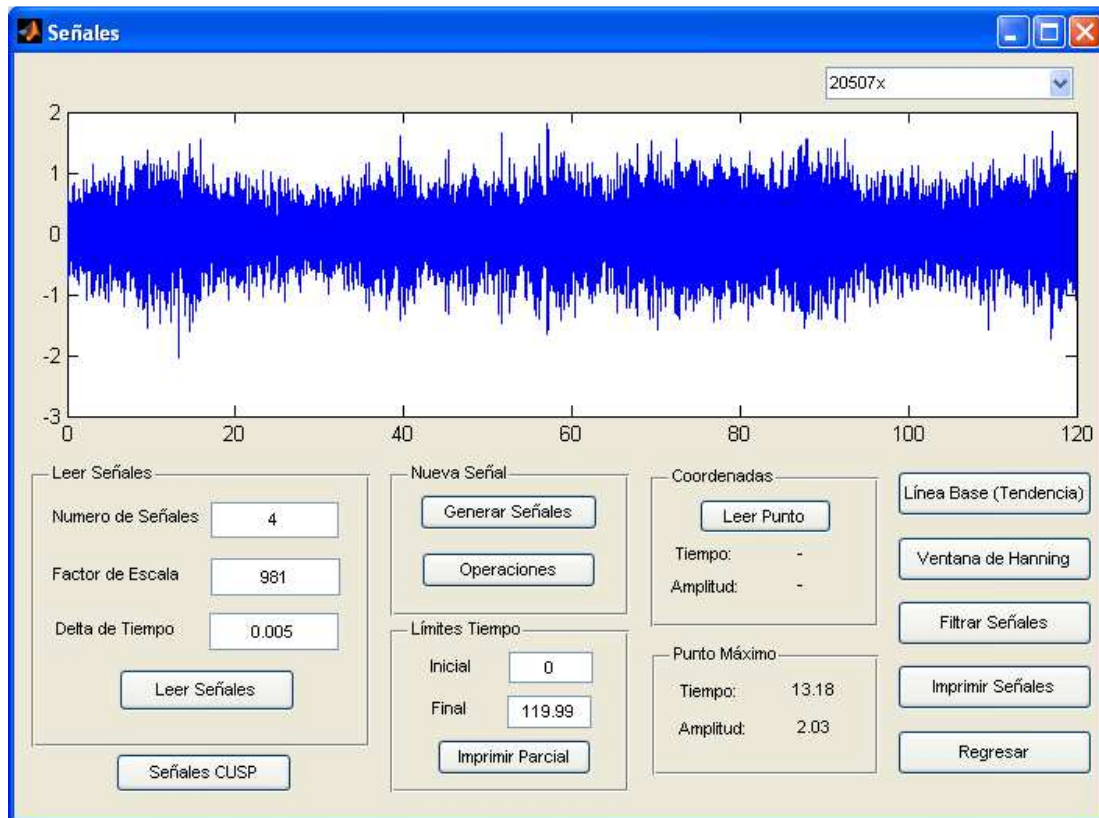 Señales
20507x
2
1
0
-1
-2
-3
0 20 40 60 80 100 120
Leer Señales
Numero de Señales 4
Factor de Escala 981
Delta de Tiempo 0.005
Leer Señales
Señales CUSP
Nueva Señal
Generar Señales
Operaciones
Límites Tiempo
Inicial 0
Final 119.99
Imprimir Parcial
Coordenadas
Leer Punto
Tiempo: -
Amplitud: -
Punto Máximo
Tiempo: 13.18
Amplitud: 2.03
Línea Base (Tendencia)
Ventana de Hanning
Filtrar Señales
Imprimir Señales
Regresar